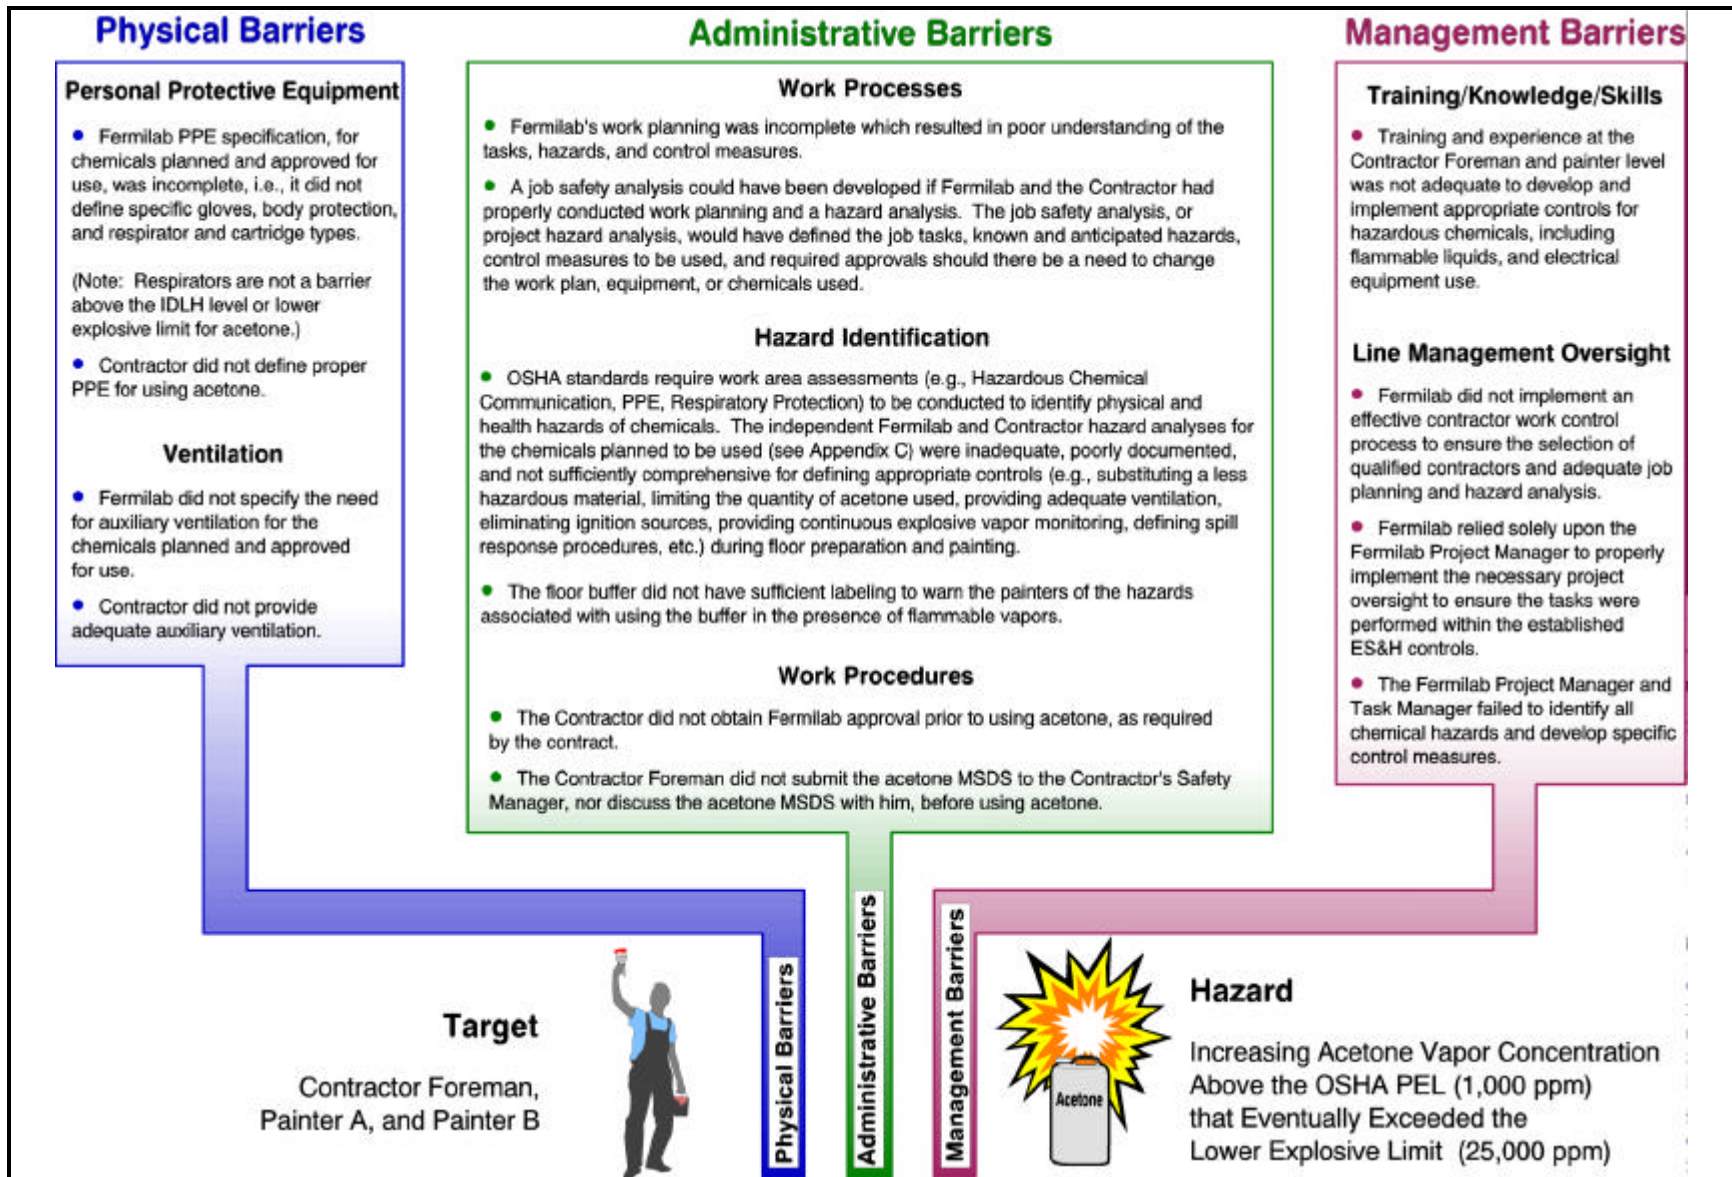 Physical Barriers
Personal Protective Equipment
• Fermilab PPE specification, for
chemicals planned and approved for
use, was incomplete, i.e., it did not
define specific gloves, body protection,
and respirator and cartridge types.
(Note: Respirators are not a barrier
above the IDLH level or lower
explosive limit for acetone.)
• Contractor did not define proper
PPE for using acetone.
Ventilation
• Fermilab did not specify the need
for auxiliary ventilation for the
chemicals planned and approved
for use.
• Contractor did not provide
adequate auxiliary ventilation.
Administrative Barriers
Work Processes
• Fermilab's work planning was incomplete which resulted in poor understanding of the
tasks, hazards, and control measures.
• A job safety analysis could have been developed if Fermilab and the Contractor had
properly conducted work planning and a hazard analysis. The job safety analysis, or
project hazard analysis, would have defined the job tasks, known and anticipated hazards,
control measures to be used, and required approvals should there be a need to change
the work plan, equipment, or chemicals used.
Hazard Identification
• OSHA standards require work area assessments (e.g., Hazardous Chemical
Communication, PPE, Respiratory Protection) to be conducted to identify physical and
health hazards of chemicals. The independent Fermilab and Contractor hazard analyses for
the chemicals planned to be used (see Appendix C) were inadequate, poorly documented,
and not sufficiently comprehensive for defining appropriate controls (e.g., substituting a less
hazardous material, limiting the quantity of acetone used, providing adequate ventilation,
eliminating ignition sources, providing continuous explosive vapor monitoring, defining spill
response procedures, etc.) during floor preparation and painting.
• The floor buffer did not have sufficient labeling to warn the painters of the hazards
associated with using the buffer in the presence of flammable vapors.
Work Procedures
• The Contractor did not obtain Fermilab approval prior to using acetone, as required
by the contract.
• The Contractor Foreman did not submit the acetone MSDS to the Contractor's Safety
Manager, nor discuss the acetone MSDS with him, before using acetone.
Management Barriers
Training/Knowledge/Skills
• Training and experience at the
Contractor Foreman and painter level
was not adequate to develop and
implement appropriate controls for
hazardous chemicals, including
flammable liquids, and electrical
equipment use.
Line Management Oversight
• Fermilab did not implement an
effective contractor work control
process to ensure the selection of
qualified contractors and adequate job
planning and hazard analysis.
• Fermilab relied solely upon the
Fermilab Project Manager to properly
implement the necessary project
oversight to ensure the tasks were
performed within the established
ES&H controls.
• The Fermilab Project Manager and
Task Manager failed to identify all
chemical hazards and develop specific
control measures.
Target
Contractor Foreman,
Painter A, and Painter B
Physical Barriers
Administrative Barriers
Management Barriers
Acetone
Hazard
Increasing Acetone Vapor Concentration
Above the OSHA PEL (1,000 ppm)
that Eventually Exceeded the
Lower Explosive Limit (25,000 ppm)